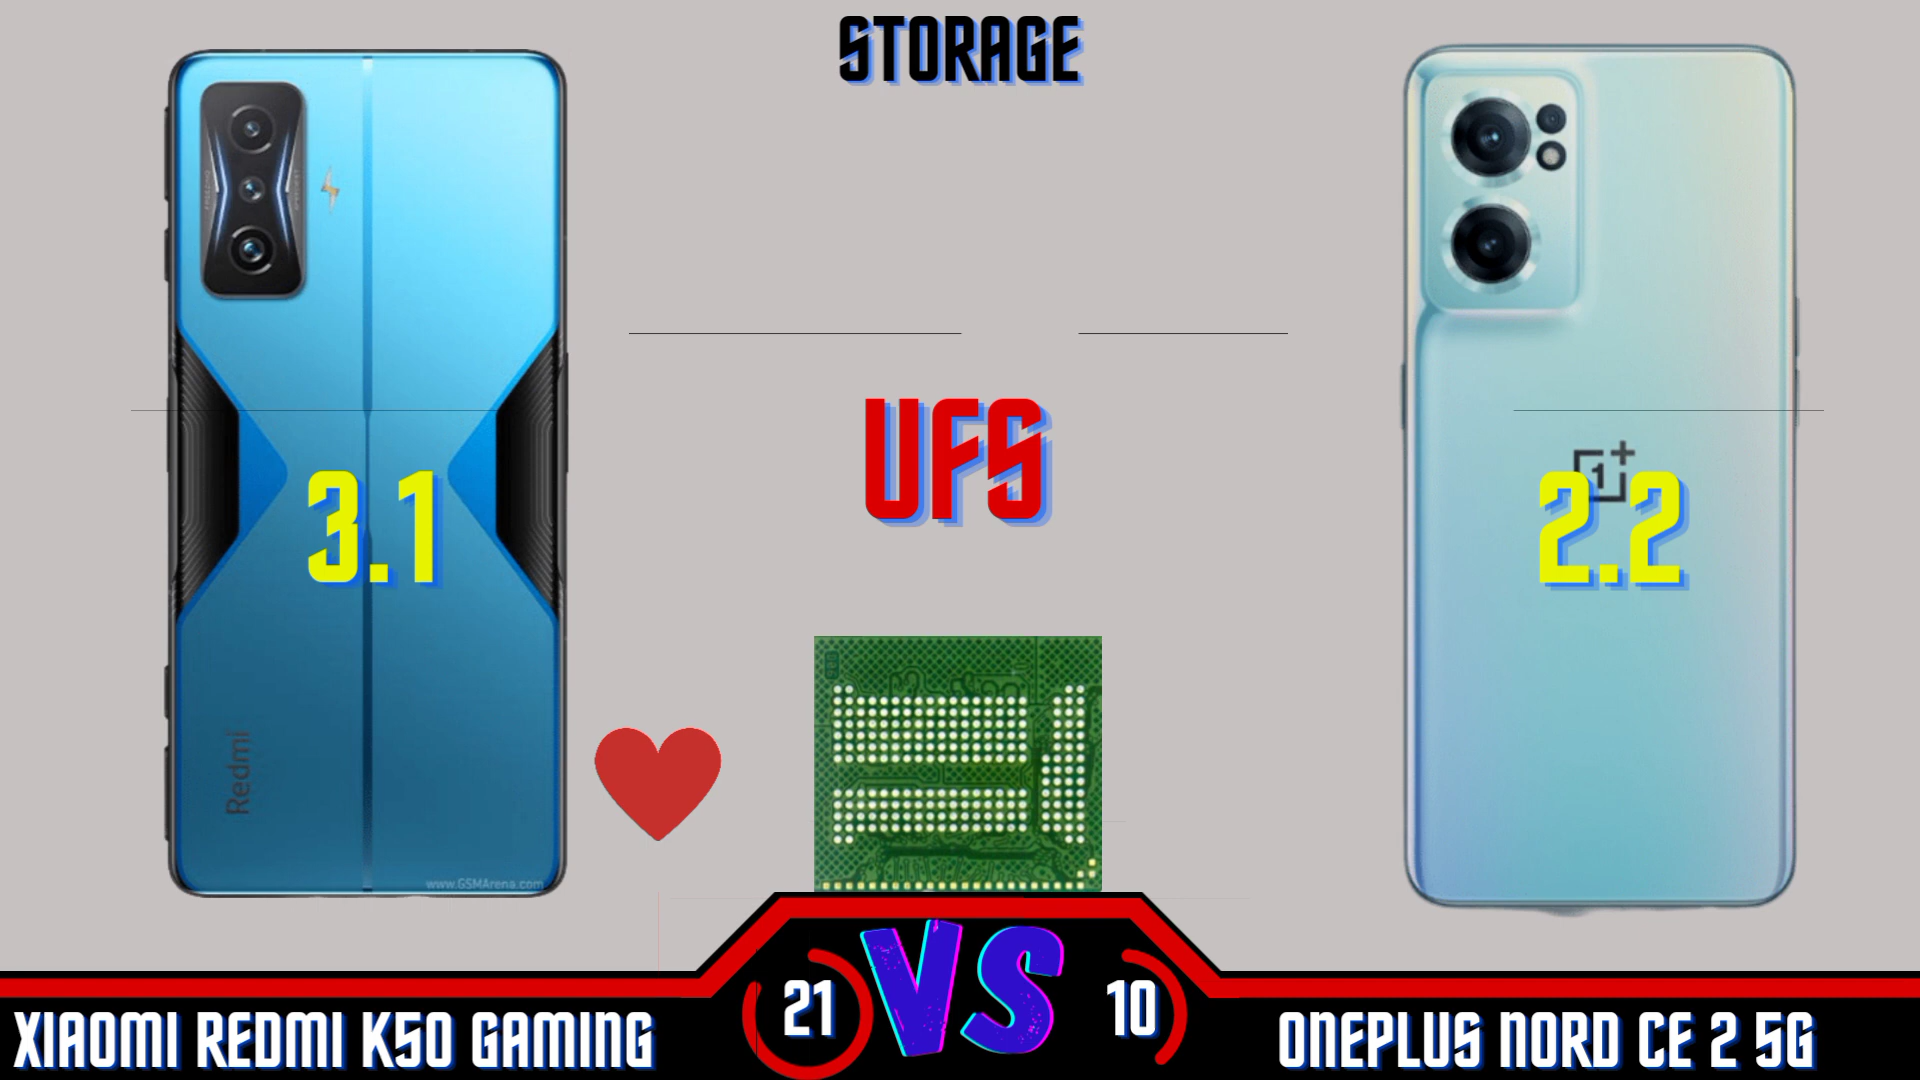 STORAGE
UFS
3.1
2.2
Redmi
www.GSMArena.com
VS
21
10
XIAOMI REDMI K50 GAMING
ONEPLUS NORD CE 2 5G